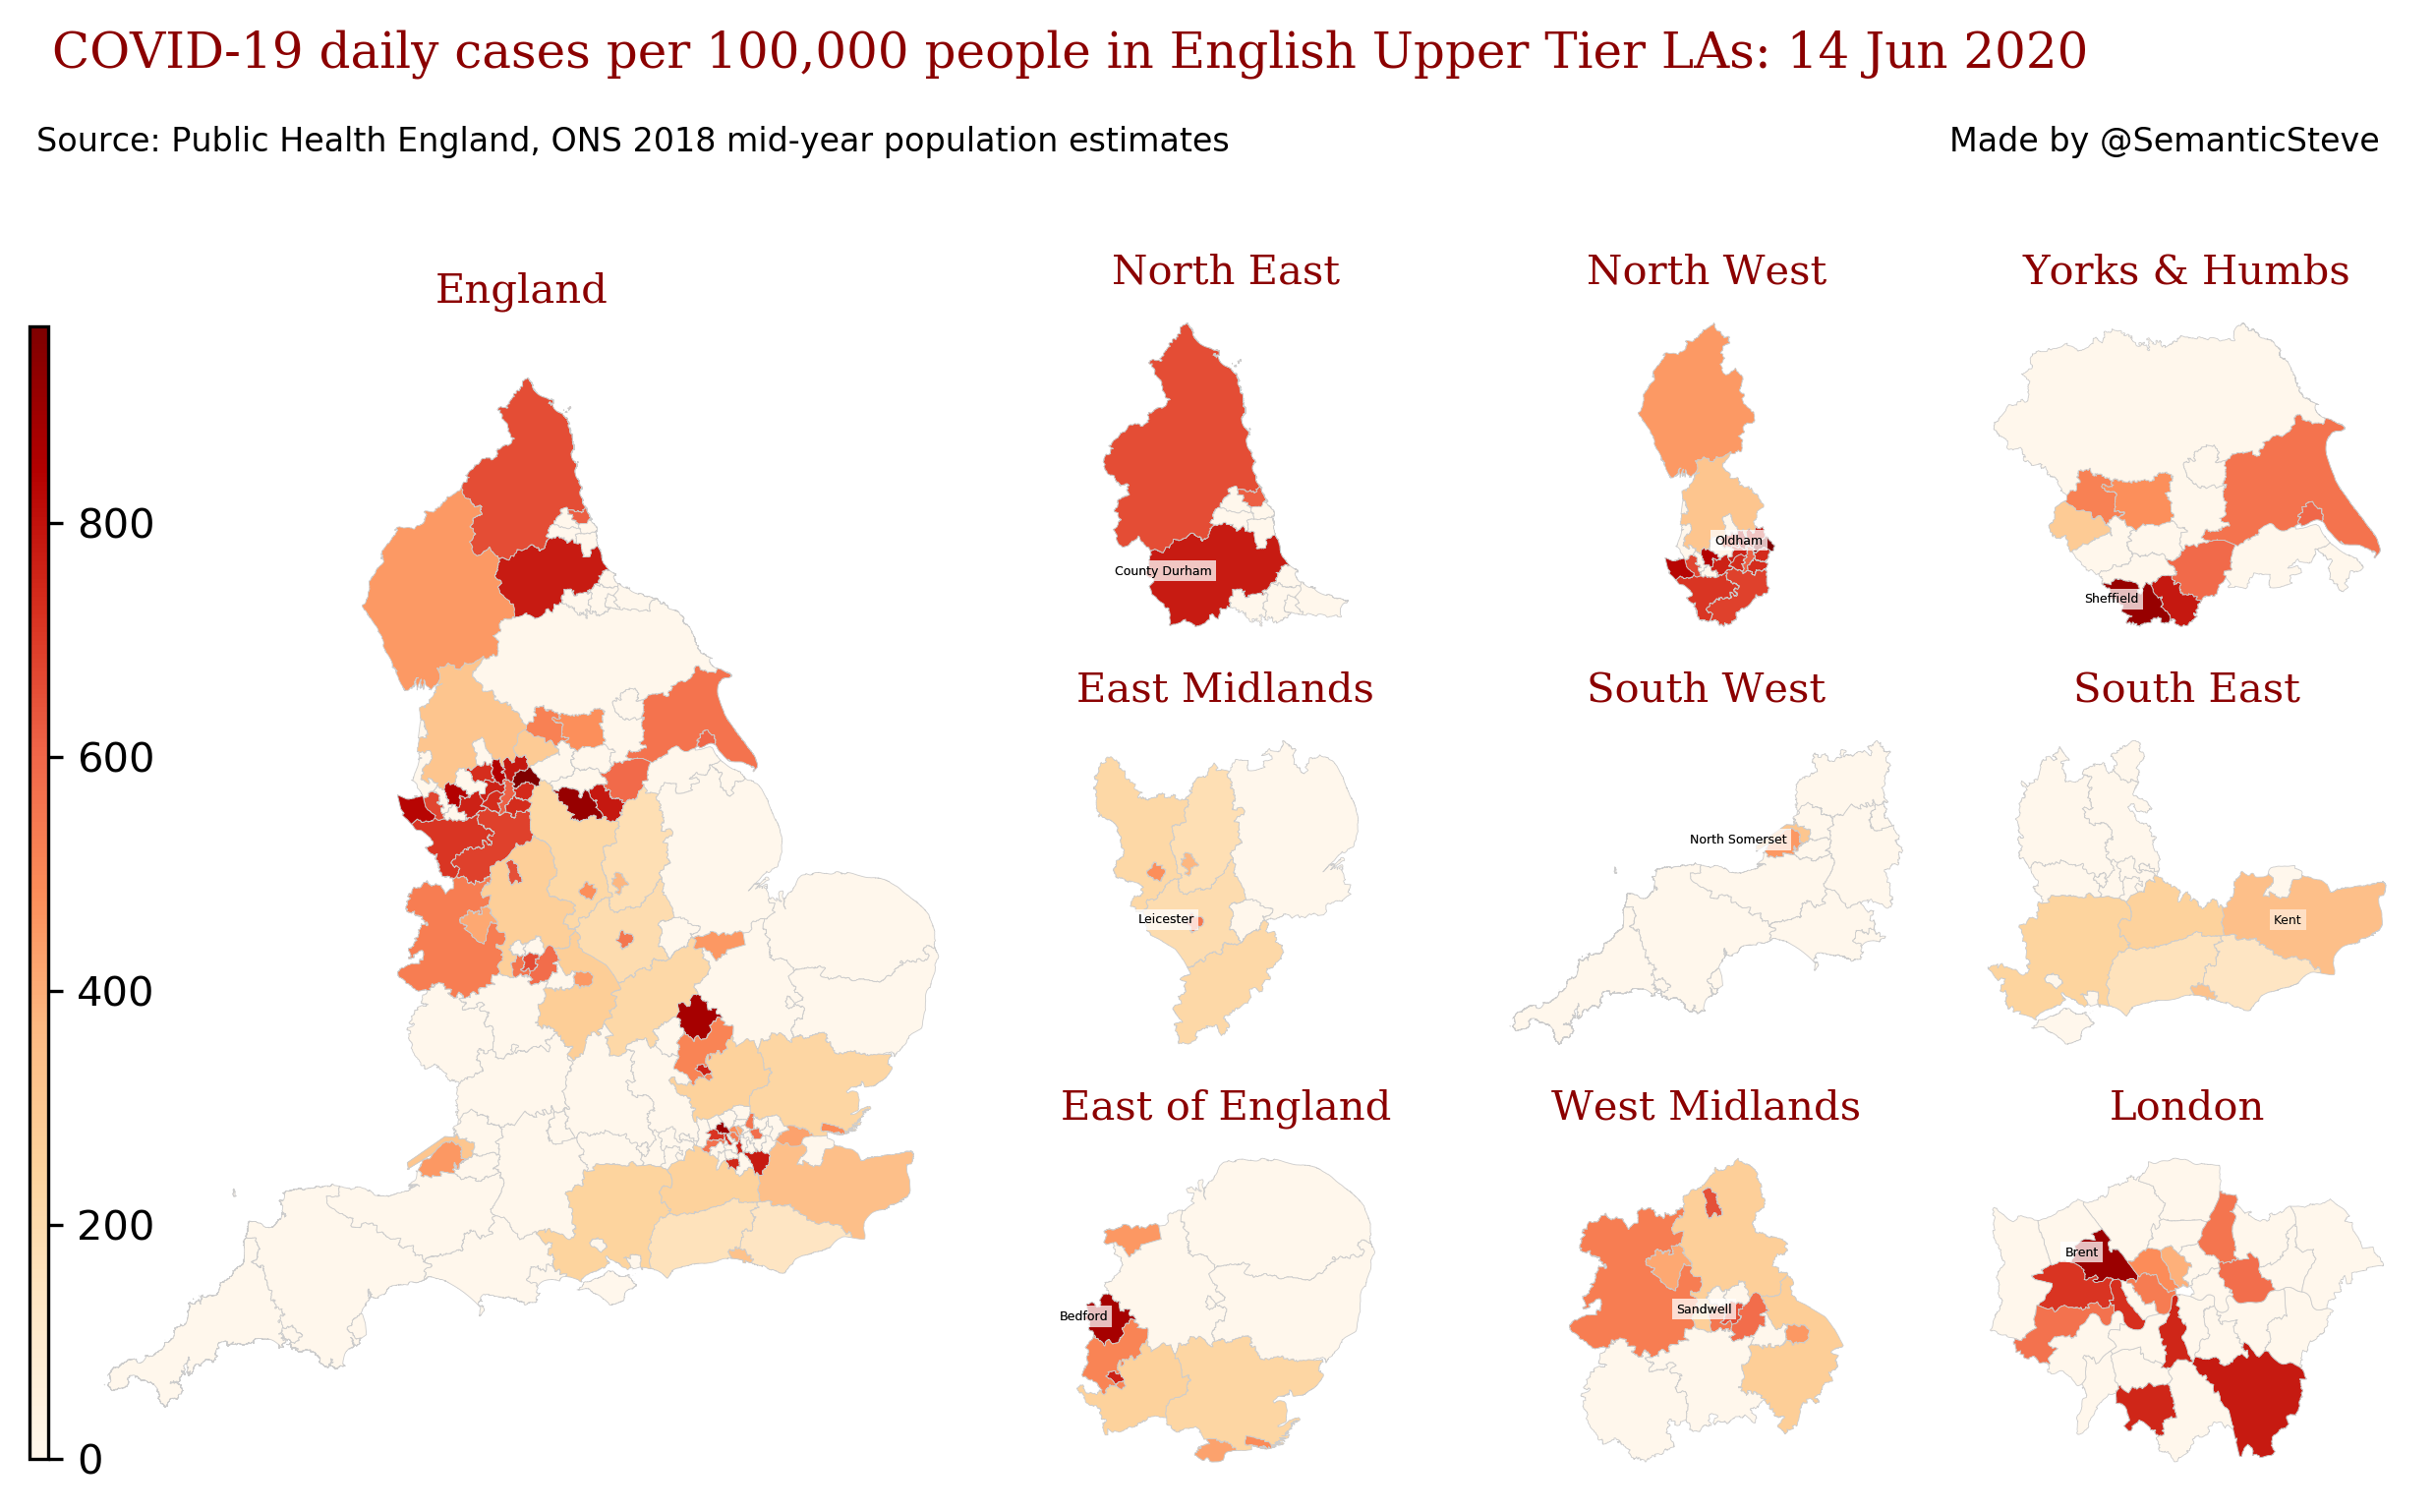 COVID-19 daily cases per 100,000 people in English Upper Tier LAs: 14 Jun 2020
Source: Public Health England, ONS 2018 mid-year population estimates
Made by @SemanticSteve
England
800
600
400
200
0
North East
County Durham
North West
Oldham
Yorks & Humbs
Sheffield
East Midlands
Leicester
South West
North Somerset
South East
Kent
East of England
Bedford
West Midlands
Sandwell
London
Brent